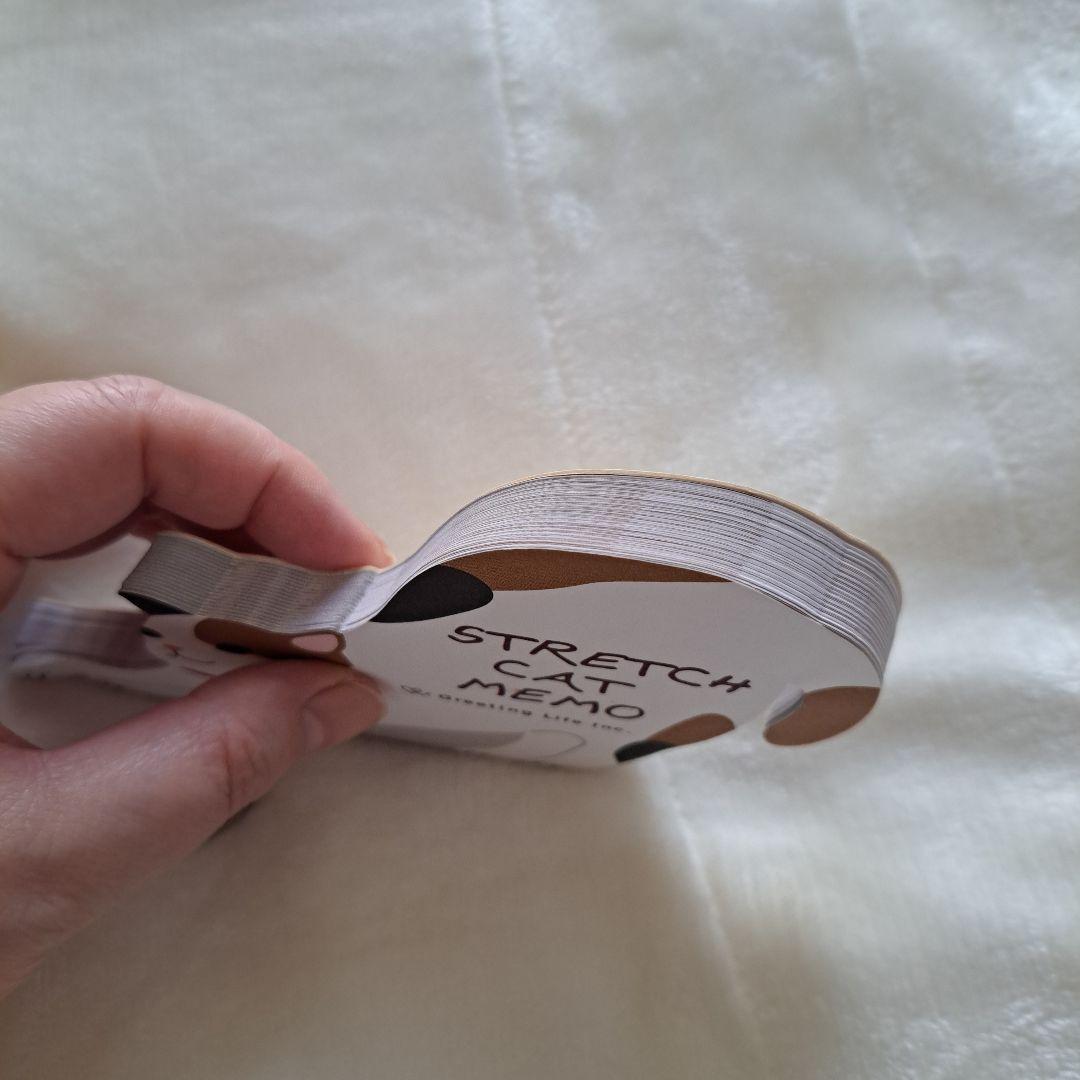 STRETCH
CAT
MEMO
Greeting Life Inc.